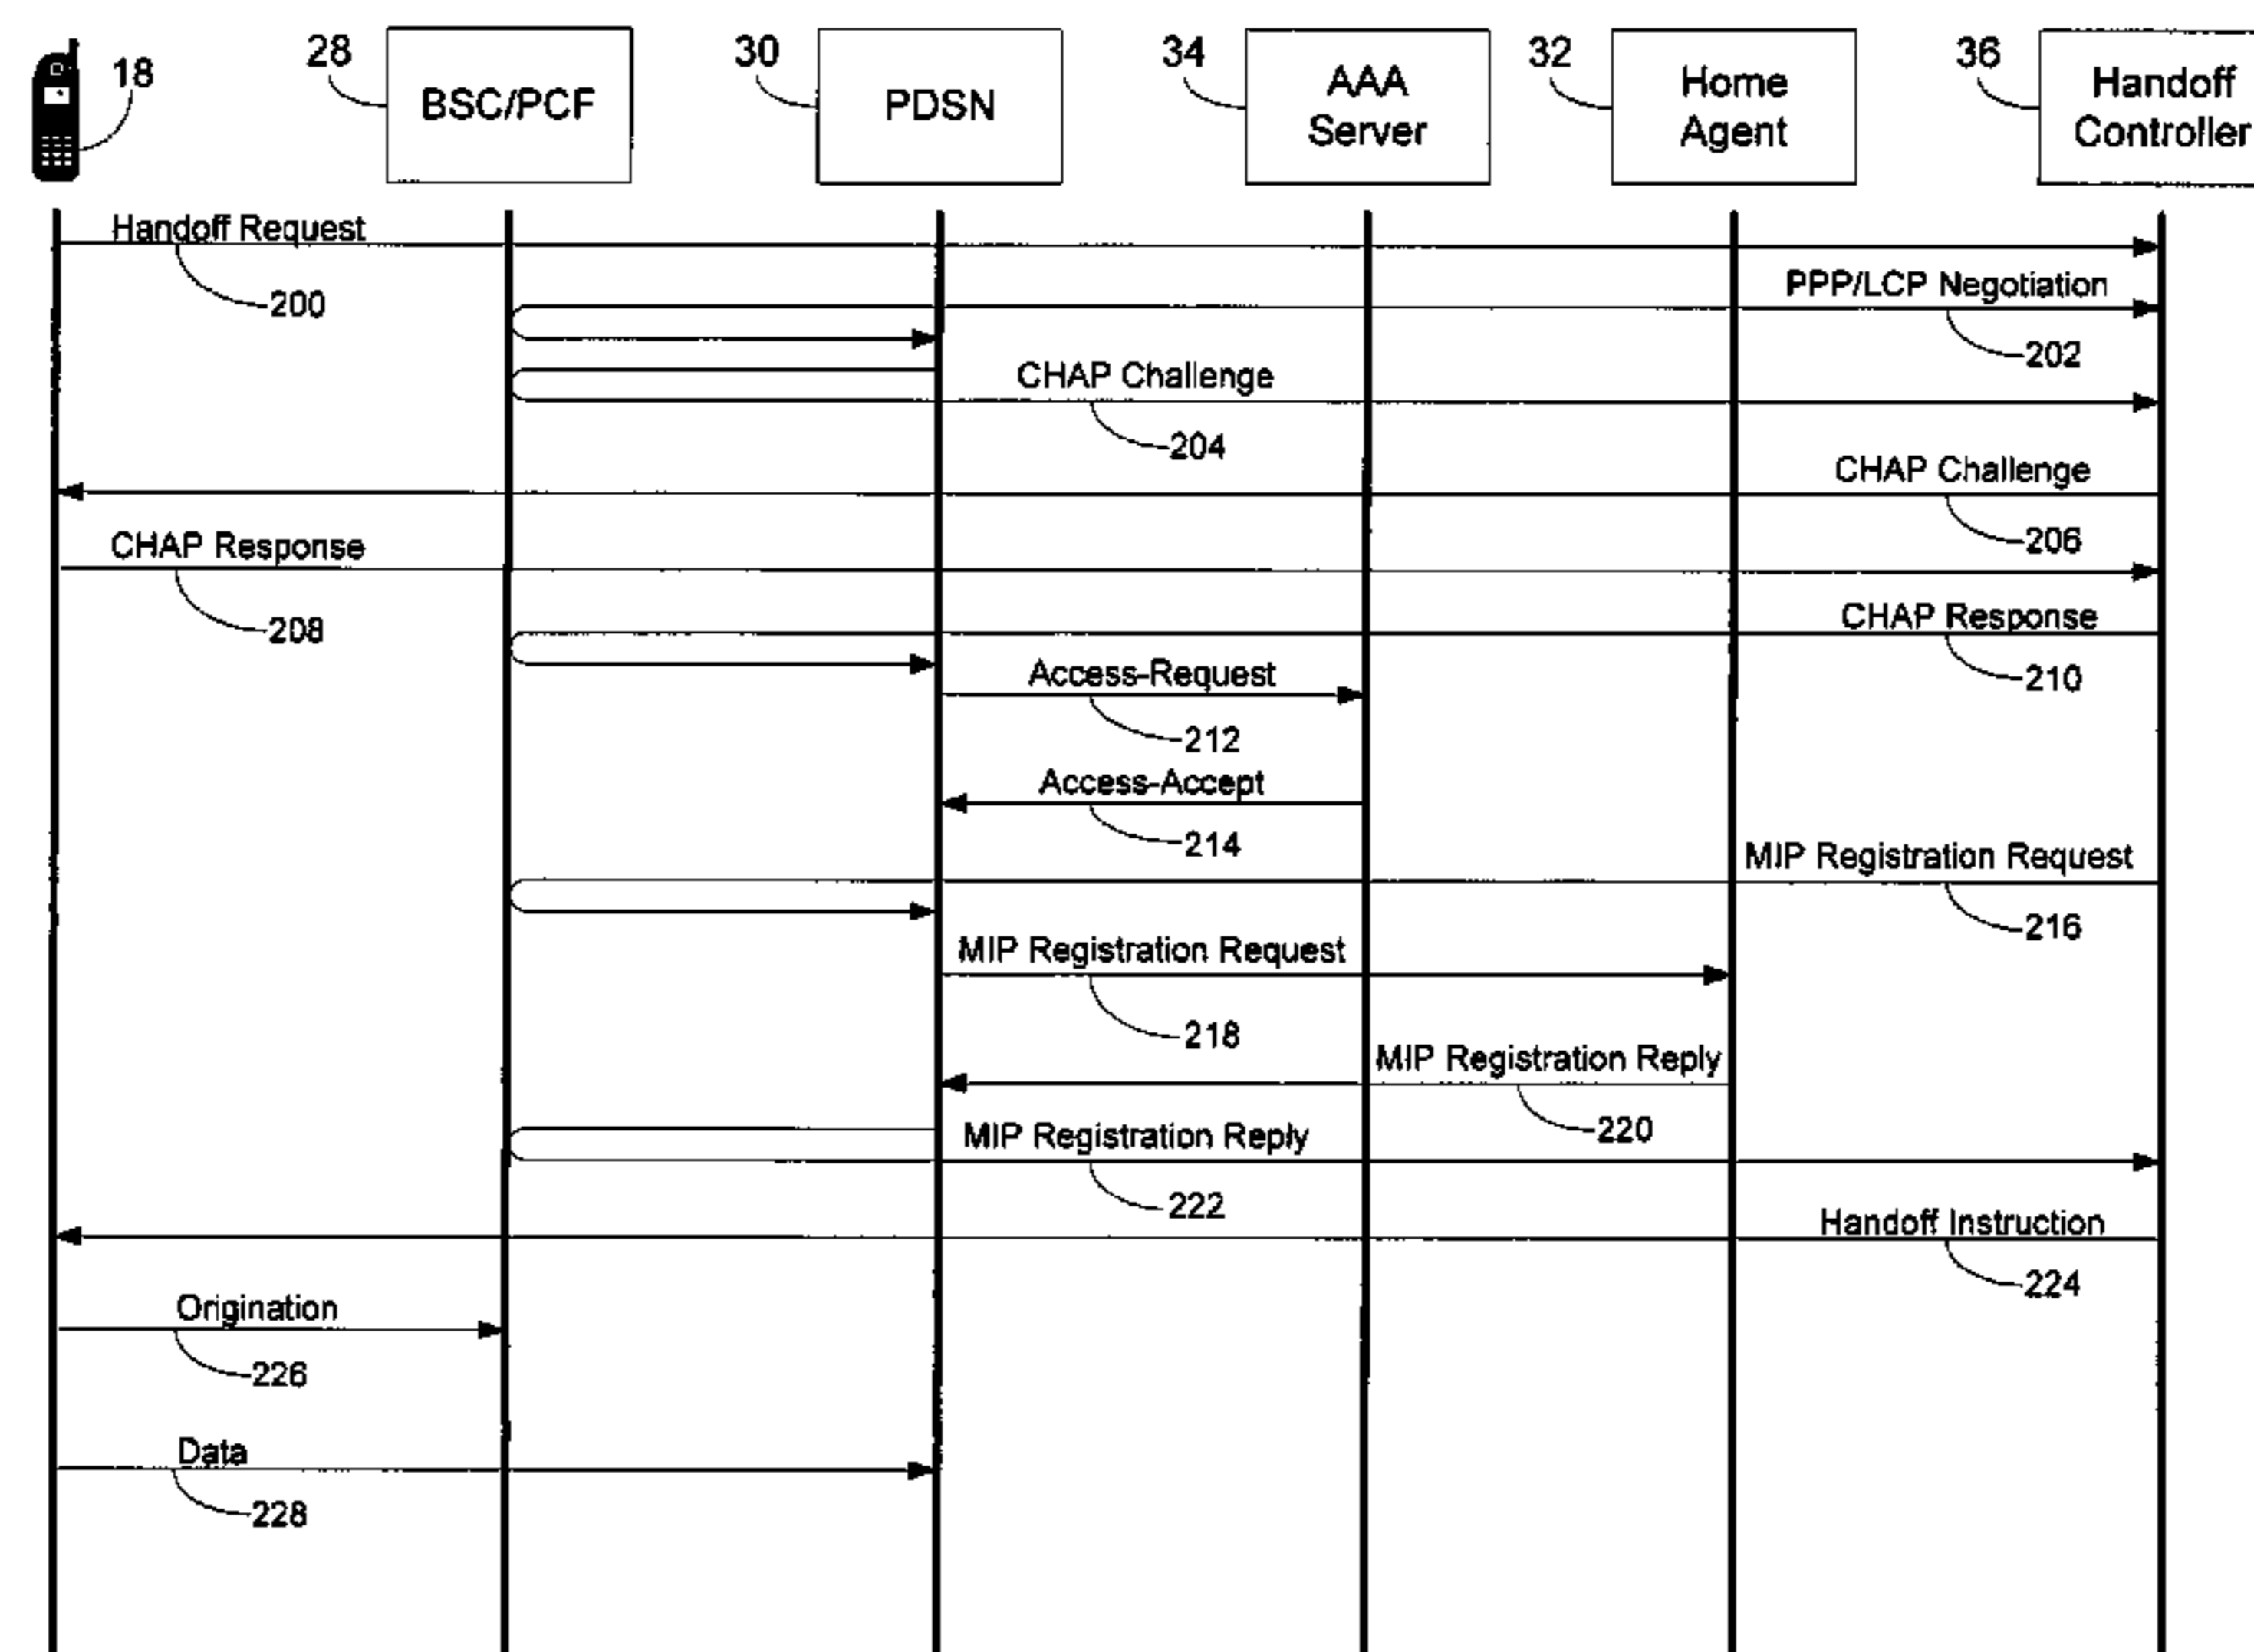 18
28
BSC/PCF
30
PDSN
34
AAA
Server
32
Home
Agent
36
Handoff
Controller
Handoff Request
200
PPP/LCP Negotiation
202
CHAP Challenge
204
CHAP Challenge
206
CHAP Response
208
CHAP Response
210
Access-Request
212
Access-Accept
214
MIP Registration Request
216
MIP Registration Request
218
MIP Registration Reply
220
MIP Registration Reply
222
Handoff Instruction
224
Origination
226
Data
228